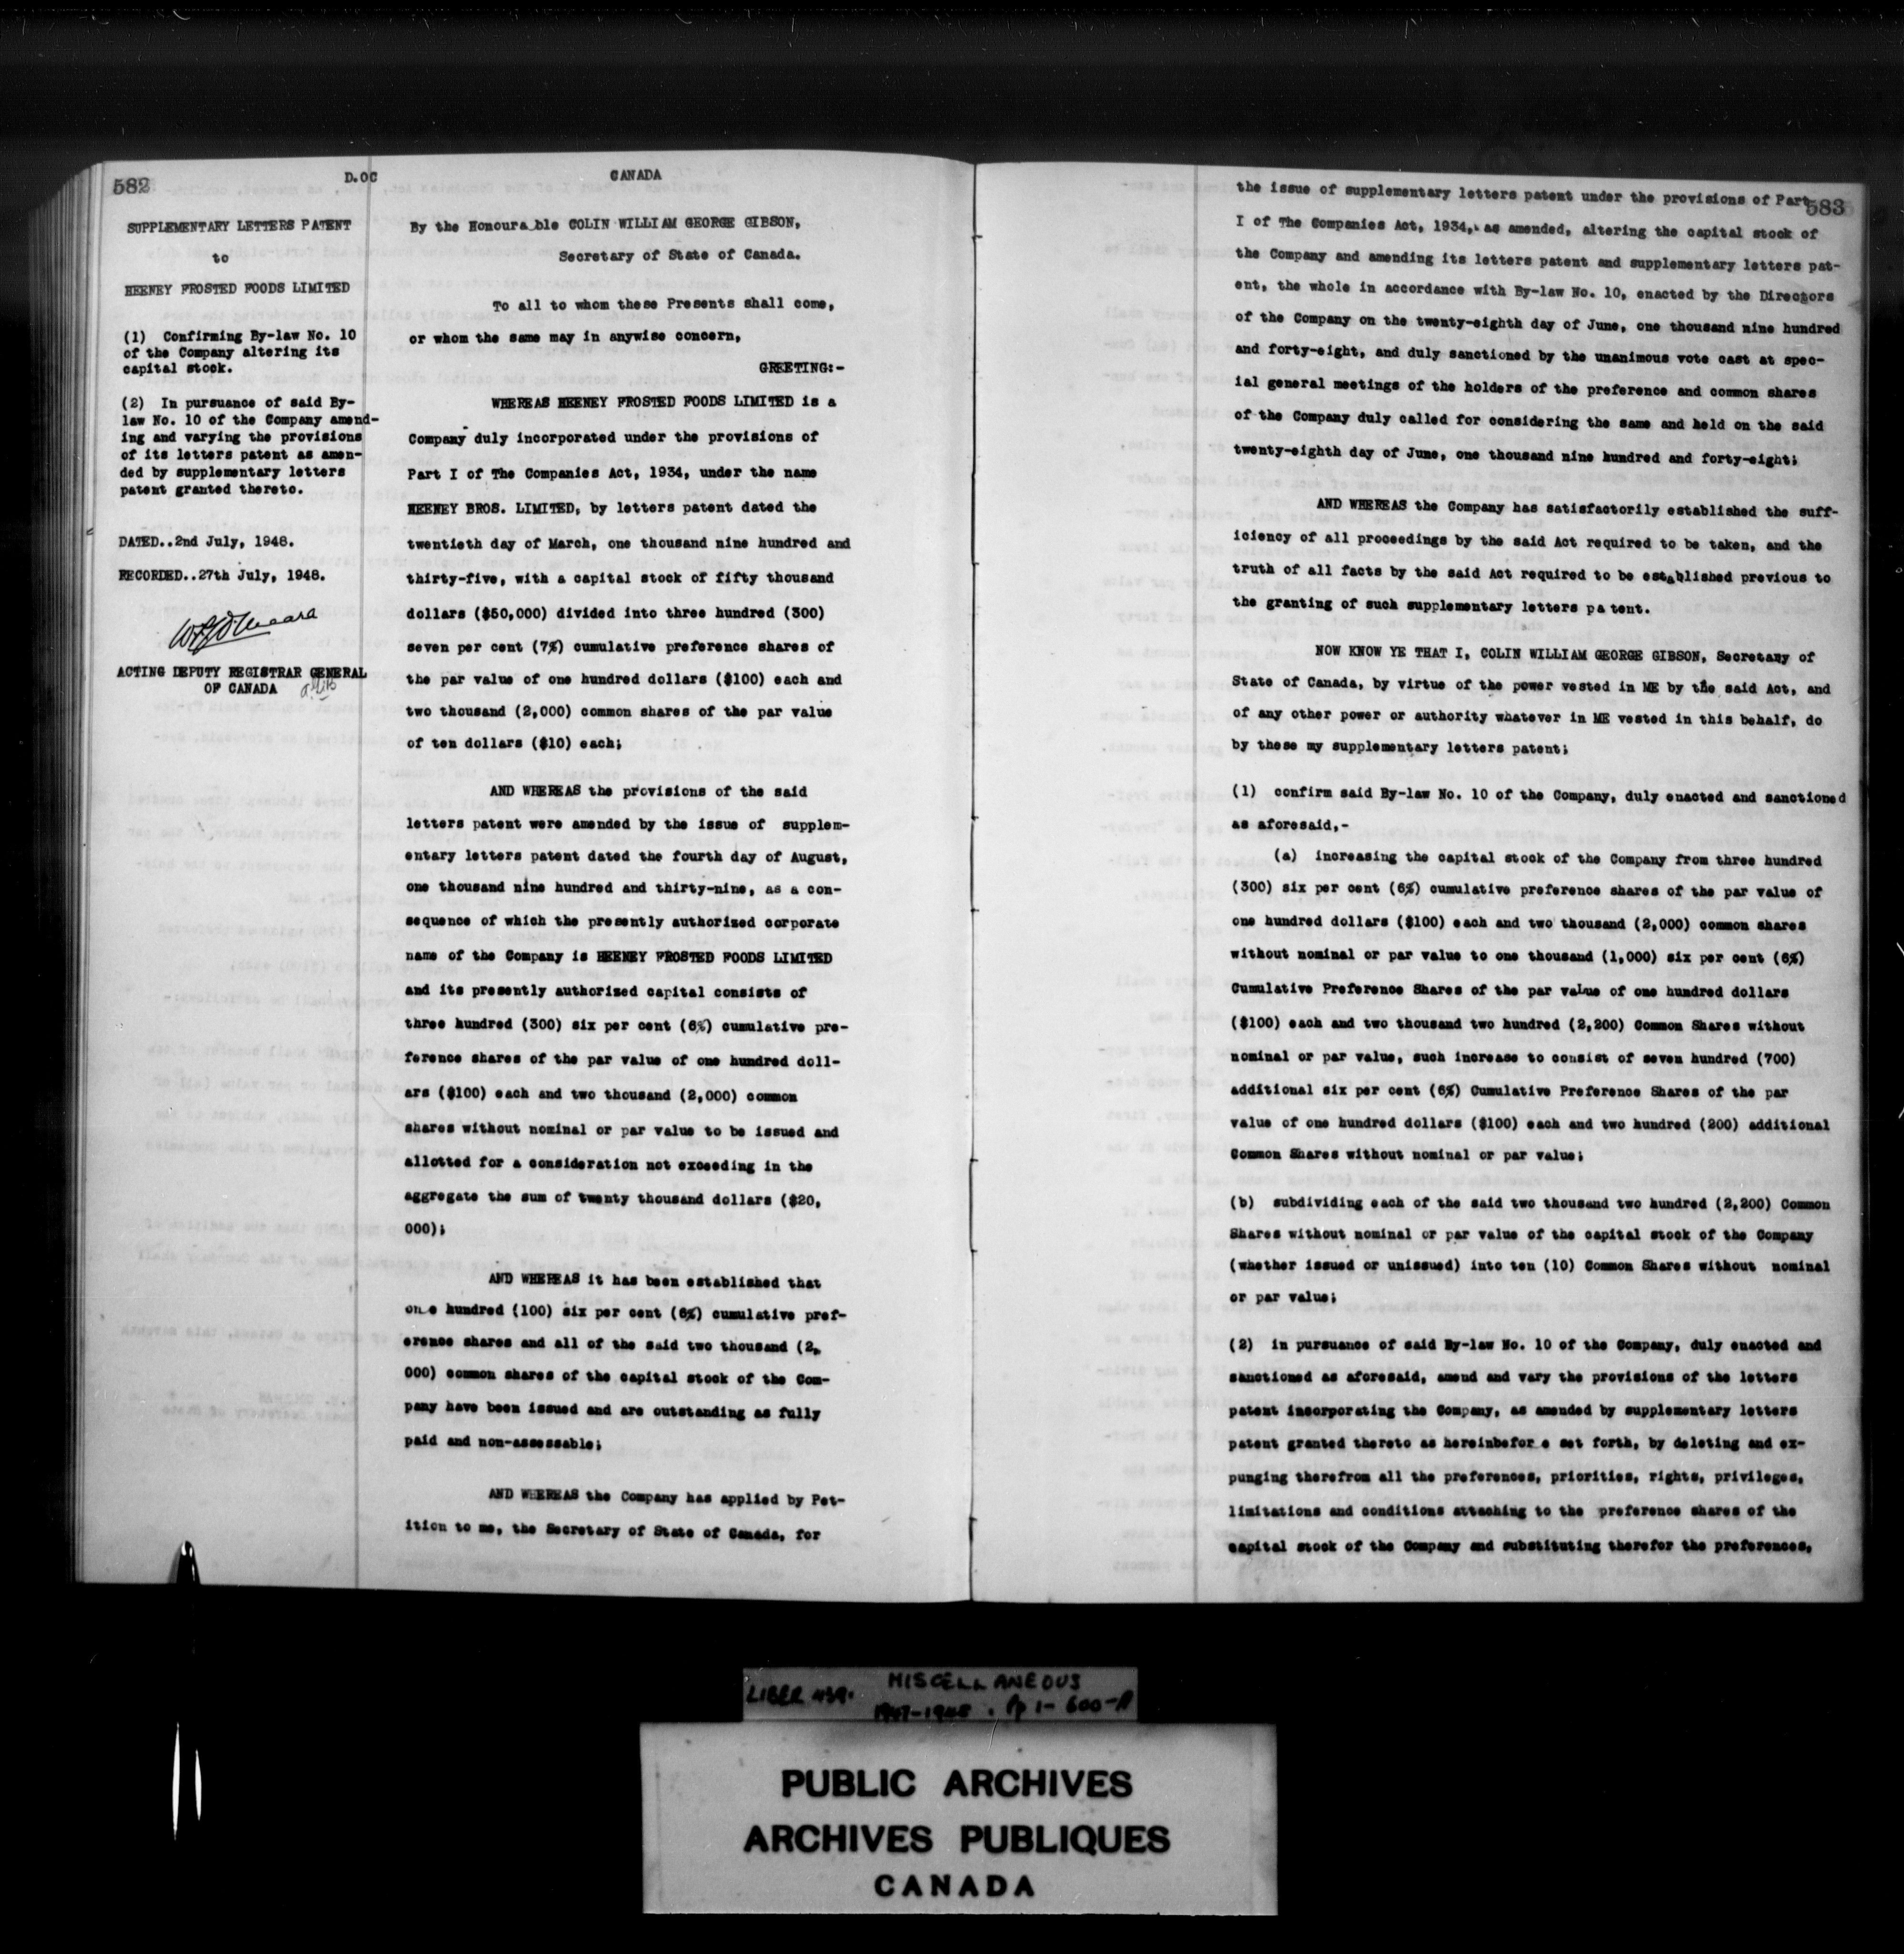 582
D.OC
CANADA
SUPPLEMENTARY LETTERS PATENT
to
HEENEY FROSTED FOODS LIMITED
(1) Confirming By-law No. 10
of the Company altering its
capital stock.
(2) In pursuance of said By-
law No. 10 of the Company amend-
ing and varying the provisions
of its letters patent as amen-
ded by supplementary letters
patent granted thereto.
DATED..2nd July, 1948.
RECORDED..27th July, 1948.
ACTING DEPUTY REGISTRAR GENERAL
OF CANADA
By the Honourable COLIN WILLIAM GEORGE GIBSON,
Secretary of State of Canada.
To all to whom these Presents shall come,
or whom the same may in anywise concern,
GREETING:-
WHEREAS HEENEY FROSTED FOODS LIMITED is a
Company duly incorporated under the provisions of
Part I of The Companies Act, 1934, under the name
HEENEY BROS. LIMITED, by letters patent dated the
twentieth day of March, one thousand nine hundred and
thirty-five, with a capital stock of fifty thousand
dollars ($50,000) divided into three hundred (300)
seven per cent (7%) cumulative preference shares of
the par value of one hundred dollars ($100) each and
two thousand (2,000) common shares of the par value
of ten dollars ($10) each;
AND WHEREAS the provisions of the said
letters patent were amended by the issue of supplem-
entary letters patent dated the fourth day of August,
one thousand nine hundred and thirty-nine, as a con-
sequence of which the presently authorized corporate
name of the Company is HEENEY FROSTED FOODS LIMITED
and its presently authorized capital consists of
three hundred (300) six per cent (6%) cumulative pre-
ference shares of the par value of one hundred doll-
ars ($100) each and two thousand (2,000) common
shares without nominal or par value to be issued and
allotted for a consideration not exceeding in the
aggregate the sum of twenty thousand dollars ($20,
000);
AND WHEREAS it has been established that
one hundred (100) six per cent (6%) cumulative pref-
erence shares and all of the said two thousand (2,
000) common shares of the capital stock of the Com-
pany have been issued and are outstanding as fully
paid and non-assessable;
AND WHEREAS the Company has applied by Pet-
ition to me, the Secretary of State of Canada, for
583
the issue of supplementary letters patent under the provisions of Part
I of The Companies Act, 1934, as amended, altering the capital stock of
the Company and amending its letters patent and supplementary letters pat-
ent, the whole in accordance with By-law No. 10, enacted by the Directors
of the Company on the twenty-eighth day of June, one thousand nine hundred
and forty-eight, and duly sanctioned by the unanimous vote cast at spec-
ial general meetings of the holders of the preference and common shares
of the Company duly called for considering the same and held on the said
twenty-eighth day of June, one thousand nine hundred and forty-eight;
AND WHEREAS the Company has satisfactorily established the suff-
iciency of all proceedings by the said Act required to be taken, and the
truth of all facts by the said Act required to be established previous to
the granting of such supplementary letters patent.
NOW KNOW YE THAT I, COLIN WILLIAM GEORGE GIBSON, Secretary of
State of Canada, by virtue of the power vested in ME by the said Act, and
of any other power or authority whatever in ME vested in this behalf, do
by these my supplementary letters patent;
(1) confirm said By-law No. 10 of the Company, duly enacted and sanctioned
as aforesaid,-
(a) increasing the capital stock of the Company from three hundred
(300) six per cent (6%) cumulative preference shares of the par value of
one hundred dollars ($100) each and two thousand (2,000) common shares
without nominal or par value to one thousand (1,000) six per cent (6%)
Cumulative Preference Shares of the par value of one hundred dollars
($100) each and two thousand two hundred (2,200) Common Shares without
nominal or par value, such increase to consist of seven hundred (700)
additional six per cent (6%) Cumulative Preference Shares of the par
value of one hundred dollars ($100) each and two hundred (200) additional
Common Shares without nominal or par value;
(b) subdividing each of the said two thousand two hundred (2,200) Common
Shares without nominal or par value of the capital stock of the Company
(whether issued or unissued) into ten (10) Common Shares without nominal
or par value;
(2) in pursuance of said By-law No. 10 of the Company, duly enacted and
sanctioned as aforesaid, amend and vary the provisions of the letters
patent incorporating the Company, as amended by supplementary letters
patent granted thereto as hereinbefore set forth, by deleting and ex-
punging therefrom all the preferences, priorities, rights, privileges,
limitations and conditions attaching to the preference shares of the
capital stock of the Company and substituting therefor the preferences,
LIBER 439. MISCELLANEOUS
1947-1948. Pp 1-600-A
PUBLIC ARCHIVES
ARCHIVES PUBLIQUES
CANADA